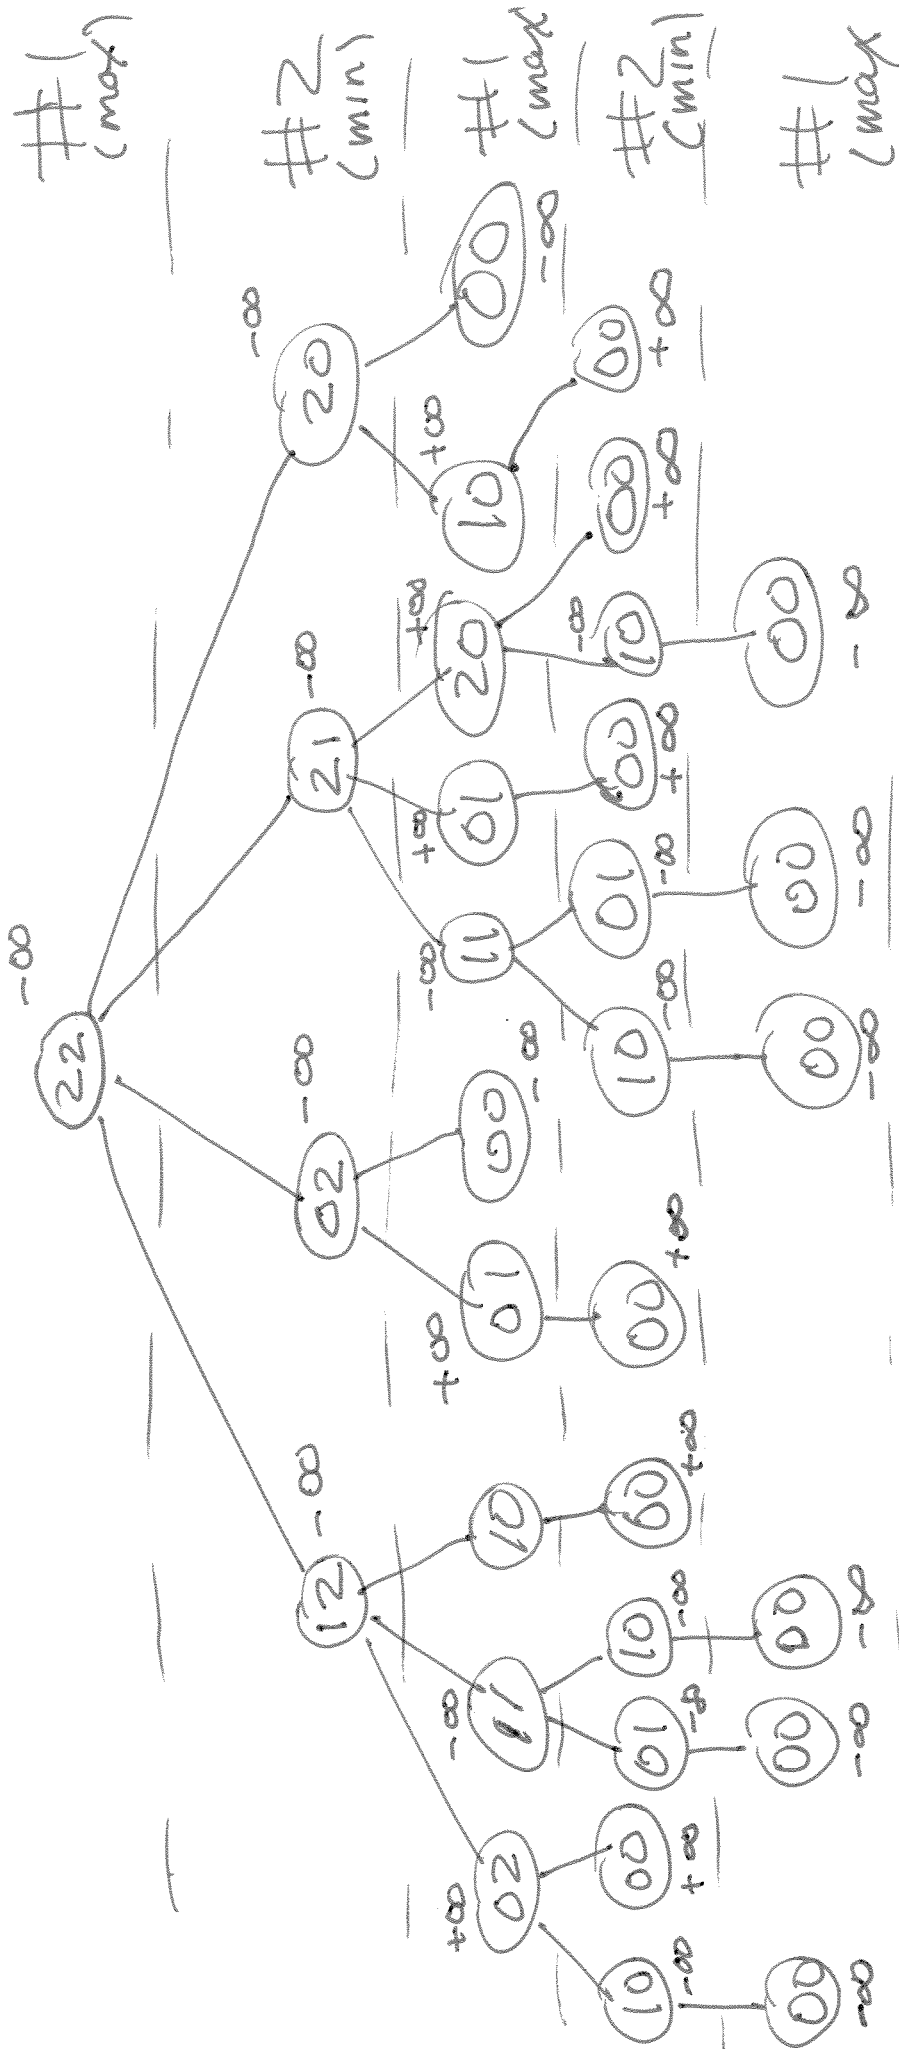 -∞
22 #1
(max)
-∞ -∞ -∞ -∞
12 02 21 20 #2
(min)
+∞ -∞ +∞ -∞ +∞ +∞ +∞
02 11 10 01 00 11 01 20 10 00 #1
-∞ -∞ (max
10 00 01 10 00 00 10 01 00 10 00 00 #2
-∞ +∞ -∞ -∞ +∞ +∞ -∞ -∞ +∞ -∞ +∞ +∞ (min)
00 00 00 00 00 00 #1
-∞ -∞ -∞ -∞ -∞ -∞ (max